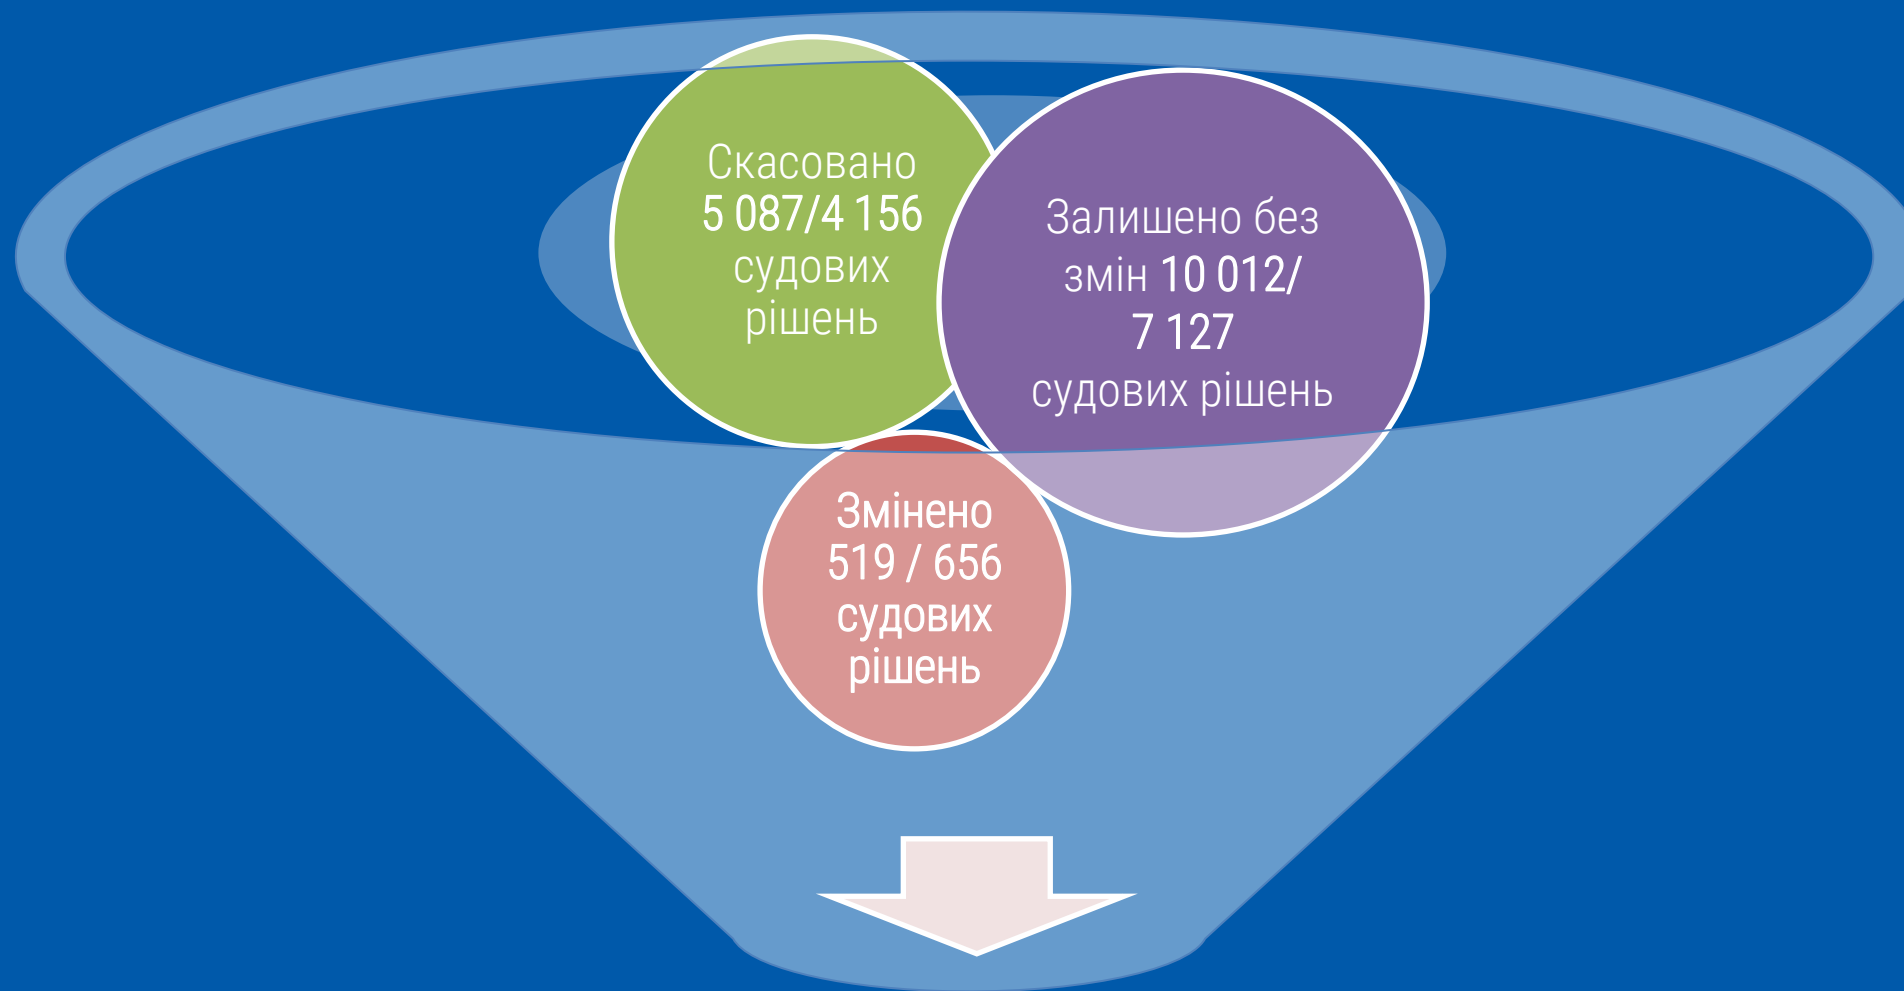 Скасовано
5 087/4 156
судових
рішень
Залишено без
змін 10 012/
7 127
судових рішень
Змінено
519 / 656
судових
рішень